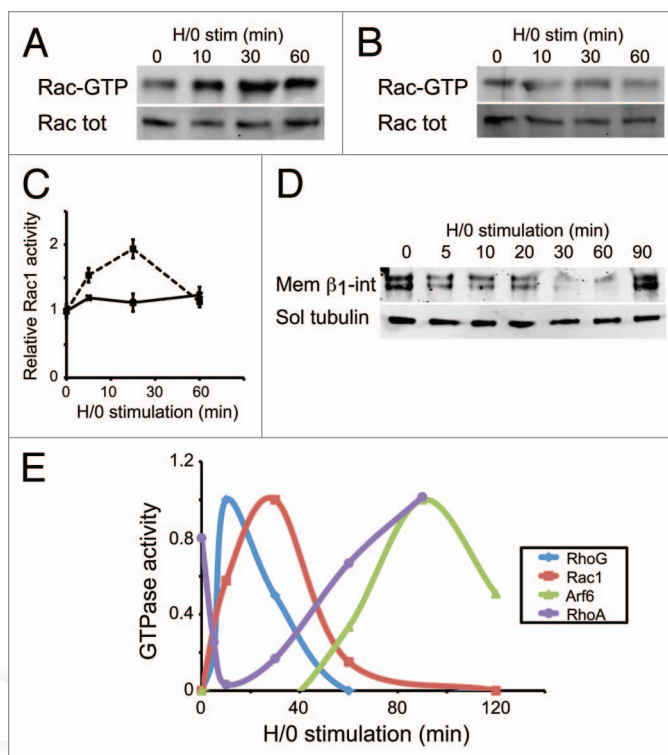 A
H/0 stim (min)
0 10 30 60
Rac-GTP
Rac tot
B
H/0 stim (min)
0 10 30 60
Rac-GTP
Rac tot
C
Relative Rac1 activity
2
1
0
0 10 30 60
H/0 stimulation (min)
D
H/0 stimulation (min)
0 5 10 20 30 60 90
Mem β1-int
Sol tubulin
E
GTPase activity
1.2
0.8
0.4
0
0 40 80 120
H/0 stimulation (min)
RhoG
Rac1
Arf6
RhoA